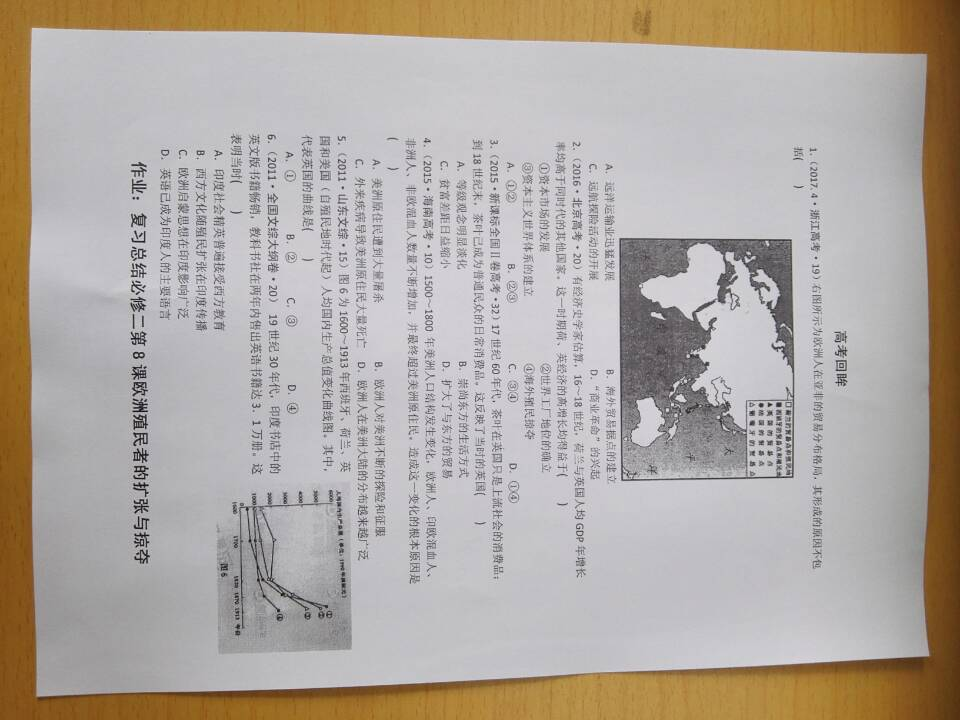 高考回眸
1.（2017.4·浙江高考·19）右图所示为欧洲人在亚非的贸易分布格局，其形成的原因不包
括(　　)
A．远洋运输业迅猛发展　　B．海外贸易据点的建立
C．远航探险活动的开展　　D．“商业革命”的兴起
2.（2016·北京高考·20）有经济史学家估算，16～18世纪，荷兰与英国人均GDP年增长
率均高于同时代的其他国家。这一时期荷、英经济的高增长均得益于(　　)
①资本市场的发展　　②世界工厂地位的确立
③资本主义世界体系的建立　　④海外殖民掠夺
A．①②　　B．②③　　C．③④　　D．①④
3.（2015·新课标全国Ⅱ卷高考·32）17世纪60年代，茶叶在英国只是上流社会的消费品；
到18世纪末，茶叶已成为普通民众的日常消费品。这反映了当时的英国(　　)
A．等级观念明显淡化　　B．崇尚东方的生活方式
C．贫富差距日益缩小　　D．扩大了与东方的贸易
4.（2015·海南高考·10）1500～1800年美洲人口结构发生变化，欧洲人、印欧混血人、
非洲人、非欧混血人数量不断增加，并最终超过美洲原住民。造成这一变化的根本原因是
(　　)
A．美洲原住民遭到大量屠杀　　B．欧洲人对美洲不断的探险和征服
C．外来疾病导致美洲原住民大量死亡　　D．欧洲人在美洲大陆的分布越来越广泛
5.（2011·山东文综·15）图6为1600～1913年西班牙、荷兰、英
国和美国（自殖民地时代起）人均国内生产总值变化曲线图。其中，
代表英国的曲线是(　　)
A．①　　B．②　　C．③　　D．④
6000
5000
4000
3000
2000
1000
0
1600　1700　1820　1870　1913　年份
①
②
③
④
图6
6.（2011·全国文综大纲卷·20）19世纪30年代，印度书店中的
英文版书籍畅销，教科书社在两年内售出英语书籍达3．1万册。这
表明当时(　　)
A．印度社会精英普遍接受西方教育
B．西方文化随殖民扩张在印度传播
C．欧洲启蒙思想在印度影响广泛
D．英语已成为印度人的主要语言
作业：复习总结必修二第8课欧洲殖民者的扩张与掠夺